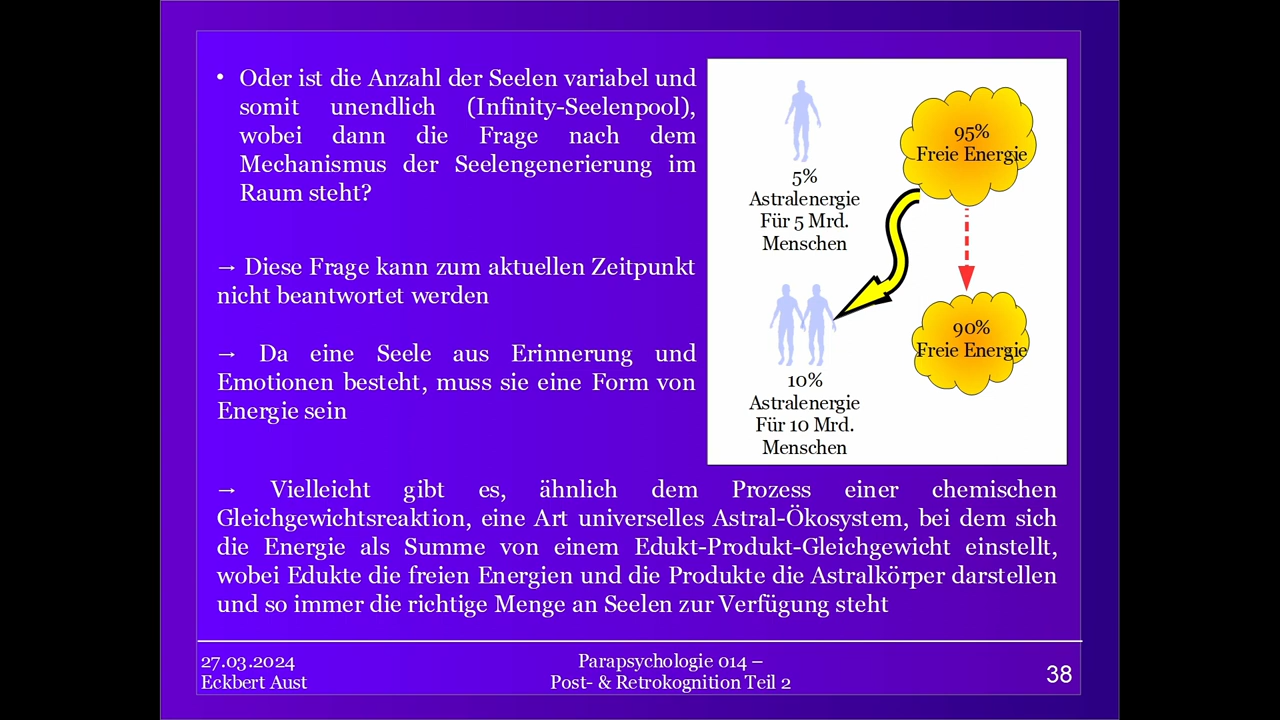 • Oder ist die Anzahl der Seelen variabel und
somit unendlich (Infinity-Seelenpool),
wobei dann die Frage nach dem
Mechanismus der Seelengenerierung im
Raum steht?
→ Diese Frage kann zum aktuellen Zeitpunkt
nicht beantwortet werden
→ Da eine Seele aus Erinnerung und
Emotionen besteht, muss sie eine Form von
Energie sein
5%
Astralenergie
Für 5 Mrd.
Menschen
95%
Freie Energie
10%
Astralenergie
Für 10 Mrd.
Menschen
90%
Freie Energie
→ Vielleicht gibt es, ähnlich dem Prozess einer chemischen
Gleichgewichtsreaktion, eine Art universelles Astral-Ökosystem, bei dem sich
die Energie als Summe von einem Edukt-Produkt-Gleichgewicht einstellt,
wobei Edukte die freien Energien und die Produkte die Astralkörper darstellen
und so immer die richtige Menge an Seelen zur Verfügung steht
27.03.2024
Eckbert Aust
Parapsychologie 014 –
Post- & Retrokognition Teil 2
38